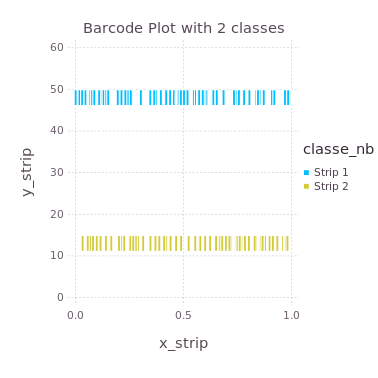 Barcode Plot with 2 classes
60
50
40
30
20
10
0
y_strip
0.0
0.5
1.0
x_strip
classe_nb
Strip 1
Strip 2